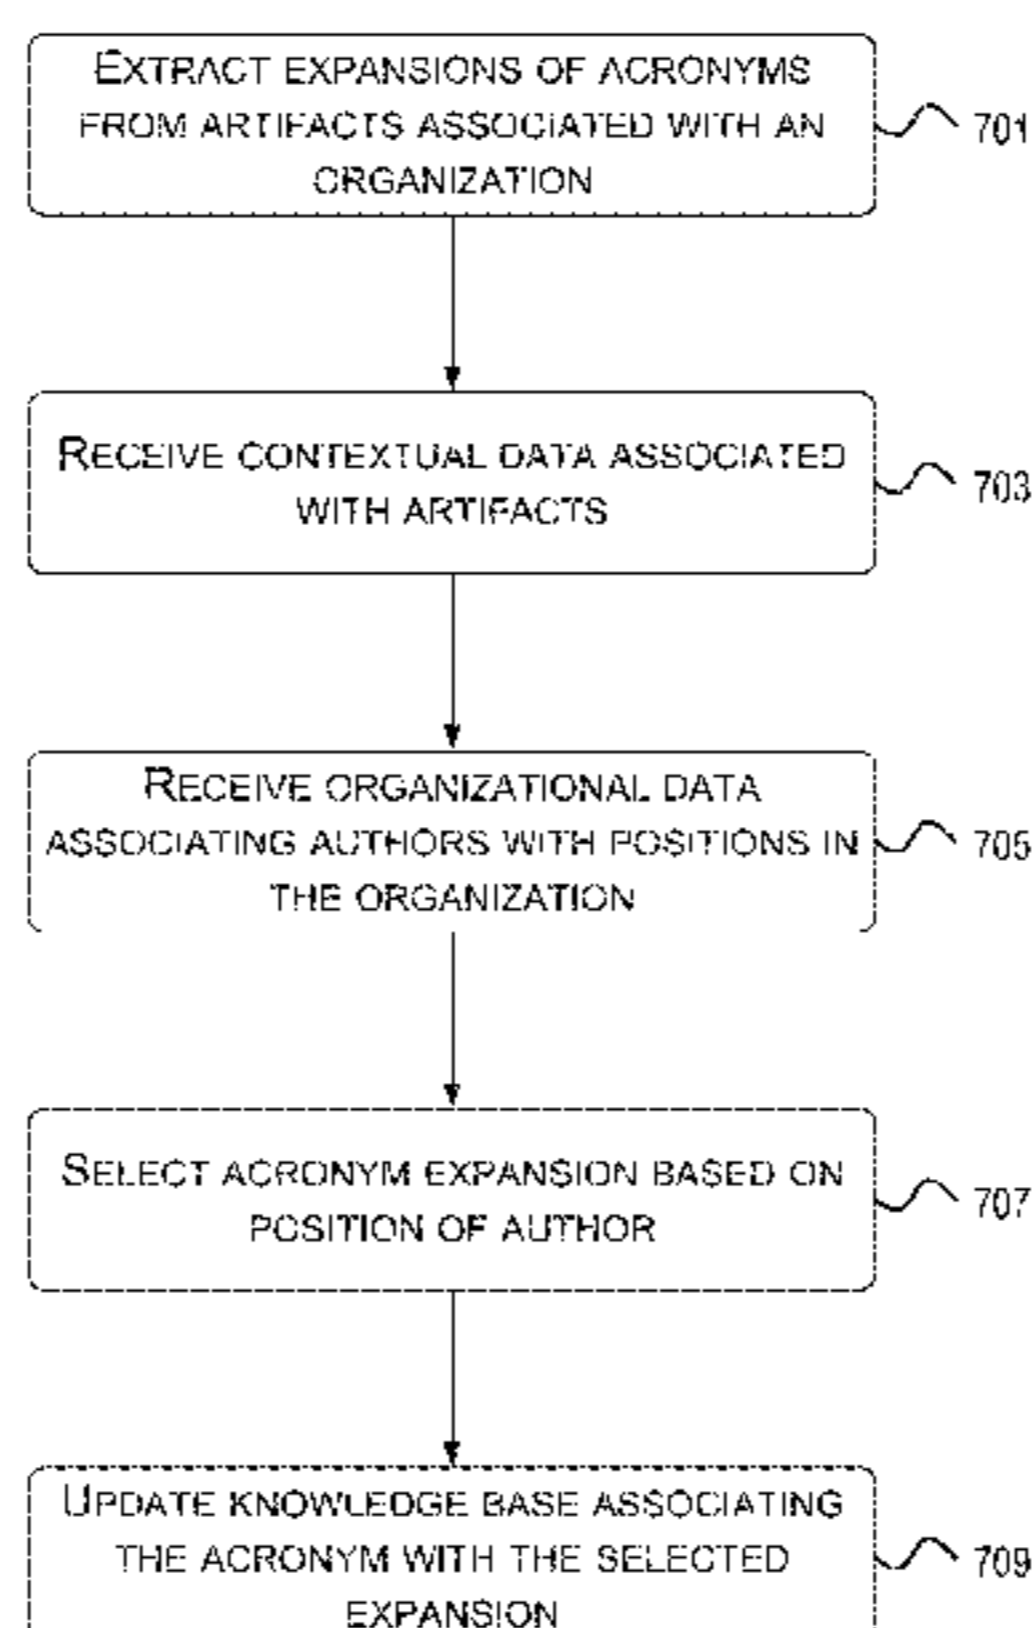 EXTRACT EXPANSIONS OF ACRONYMS
FROM ARTIFACTS ASSOCIATED WITH AN
ORGANIZATION
701
RECEIVE CONTEXTUAL DATA ASSOCIATED
WITH ARTIFACTS
703
RECEIVE ORGANIZATIONAL DATA
ASSOCIATING AUTHORS WITH POSITIONS IN
THE ORGANIZATION
705
SELECT ACRONYM EXPANSION BASED ON
POSITION OF AUTHOR
707
UPDATE KNOWLEDGE BASE ASSOCIATING
THE ACRONYM WITH THE SELECTED
EXPANSION
709